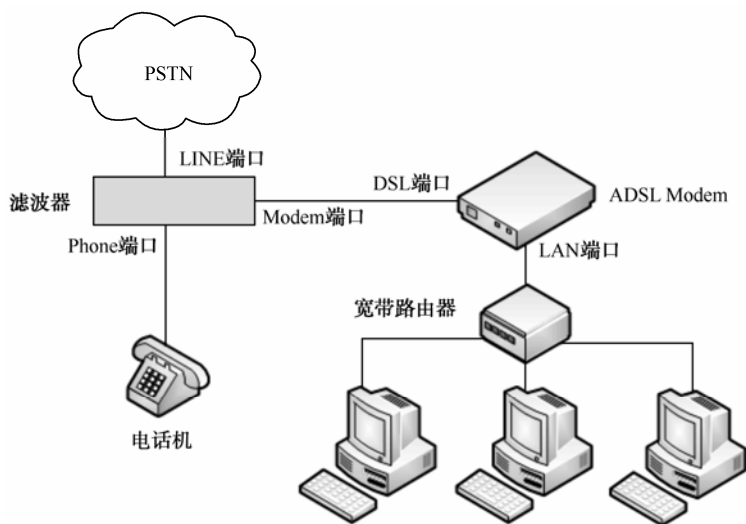 PSTN
LINE端口
滤波器
Modem端口
DSL端口
ADSL Modem
Phone端口
LAN端口
宽带路由器
电话机